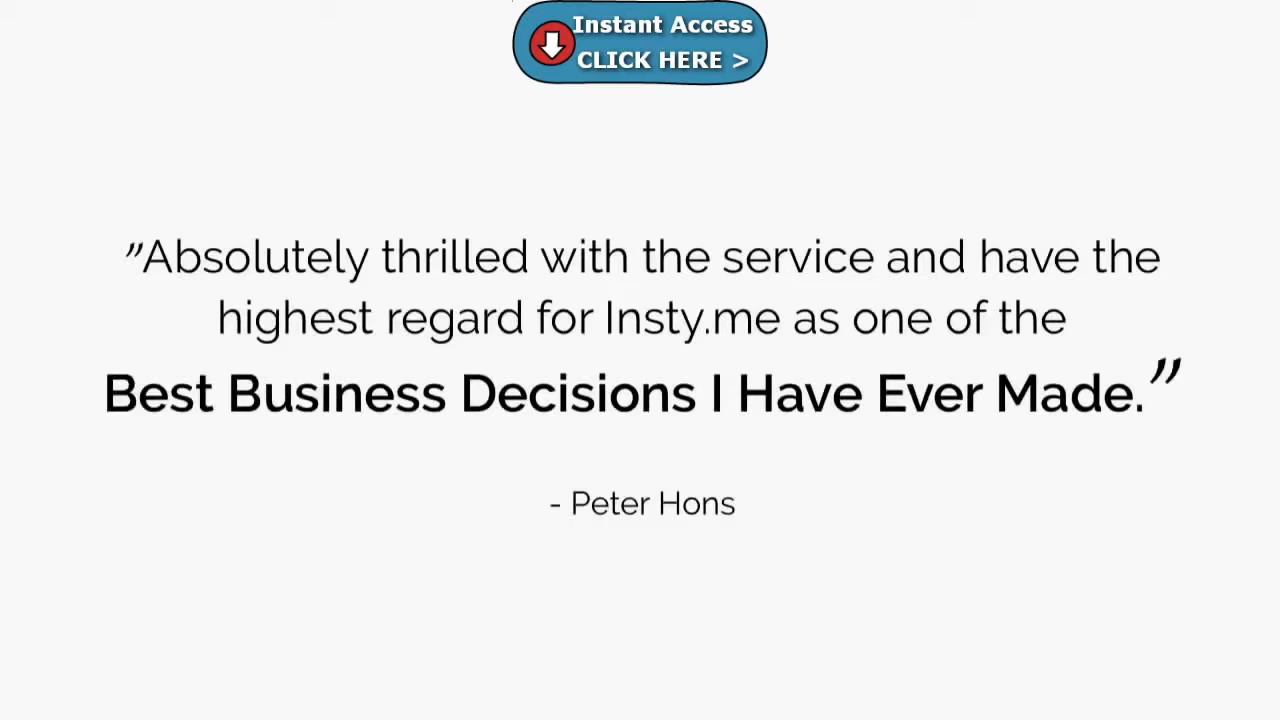 Instant Access
CLICK HERE >
"Absolutely thrilled with the service and have the
highest regard for Insty.me as one of the
Best Business Decisions I Have Ever Made."
- Peter Hons